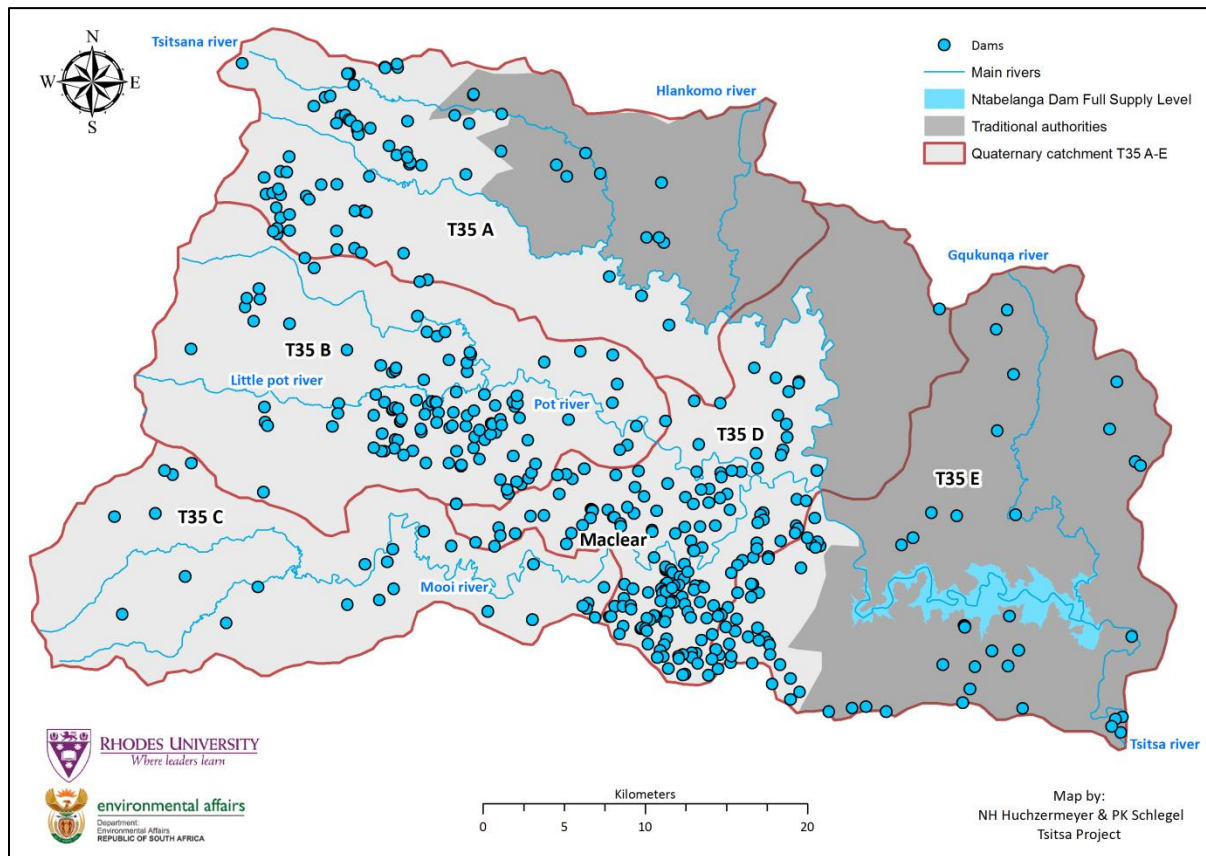 Tsitsana river
N
W
E
S
Hlankomo river
Dams
Main rivers
Ntabelanga Dam Full Supply Level
Traditional authorities
Quaternary catchment T35 A-E
T35 A
Gqukunqa river
T35 B
Little pot river
Pot river
T35 D
T35 E
T35 C
Maclear
Mooi river
Tsitsa river
RHODES UNIVERSITY
Where leaders learn
environmental affairs
Department:
Environmental Affairs
REPUBLIC OF SOUTH AFRICA
Kilometers
0 5 10 20
Map by:
NH Huchzermeyer & PK Schlegel
Tsitsa Project